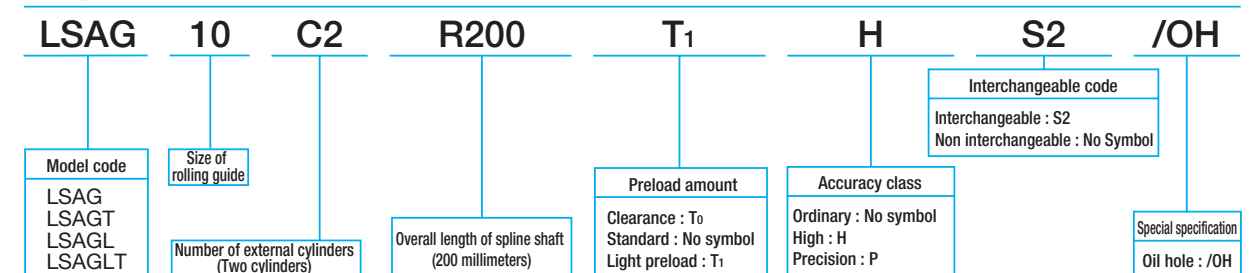 LSAG 10 C2 R200 T1 H S2 /OH
Interchangeable code
Interchangeable : S2
Non interchangeable : No Symbol
Model code
LSAG
LSAGT
LSAGL
LSAGLT
Size of
rolling guide
Number of external cylinders
(Two cylinders)
Overall length of spline shaft
(200 millimeters)
Preload amount
Clearance : T0
Standard : No symbol
Light preload : T1
Accuracy class
Ordinary : No symbol
High : H
Precision : P
Special specification
Oil hole : /OH